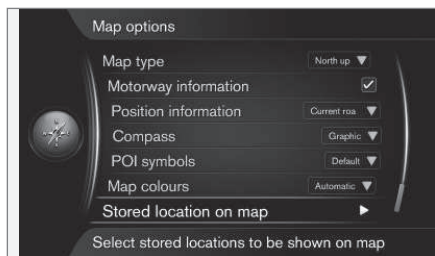 Map options
Map type North up
Motorway information
Position information Current roa
Compass Graphic
POI symbols Default
Map colours Automatic
Stored location on map
Select stored locations to be shown on map